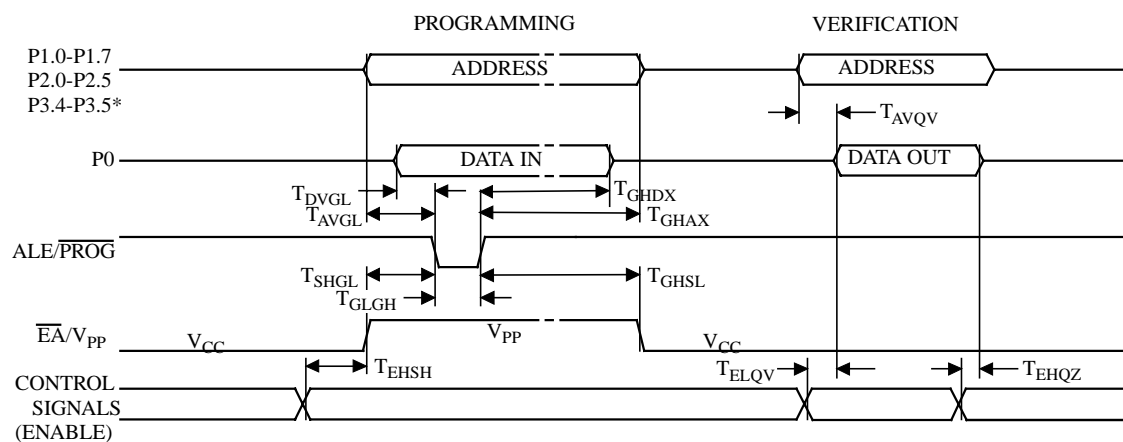 PROGRAMMING
VERIFICATION
P1.0-P1.7
P2.0-P2.5
P3.4-P3.5*
ADDRESS
ADDRESS
TAVQV
P0
DATA IN
DATA OUT
TDVGL
TGHDX
TAVGL
TGHAX
ALE/PROG
TSHGL
TGHSL
TGLGH
EA/VPP
VCC
VPP
VCC
TEHSH
TELQV
TEHQZ
CONTROL
SIGNALS
(ENABLE)